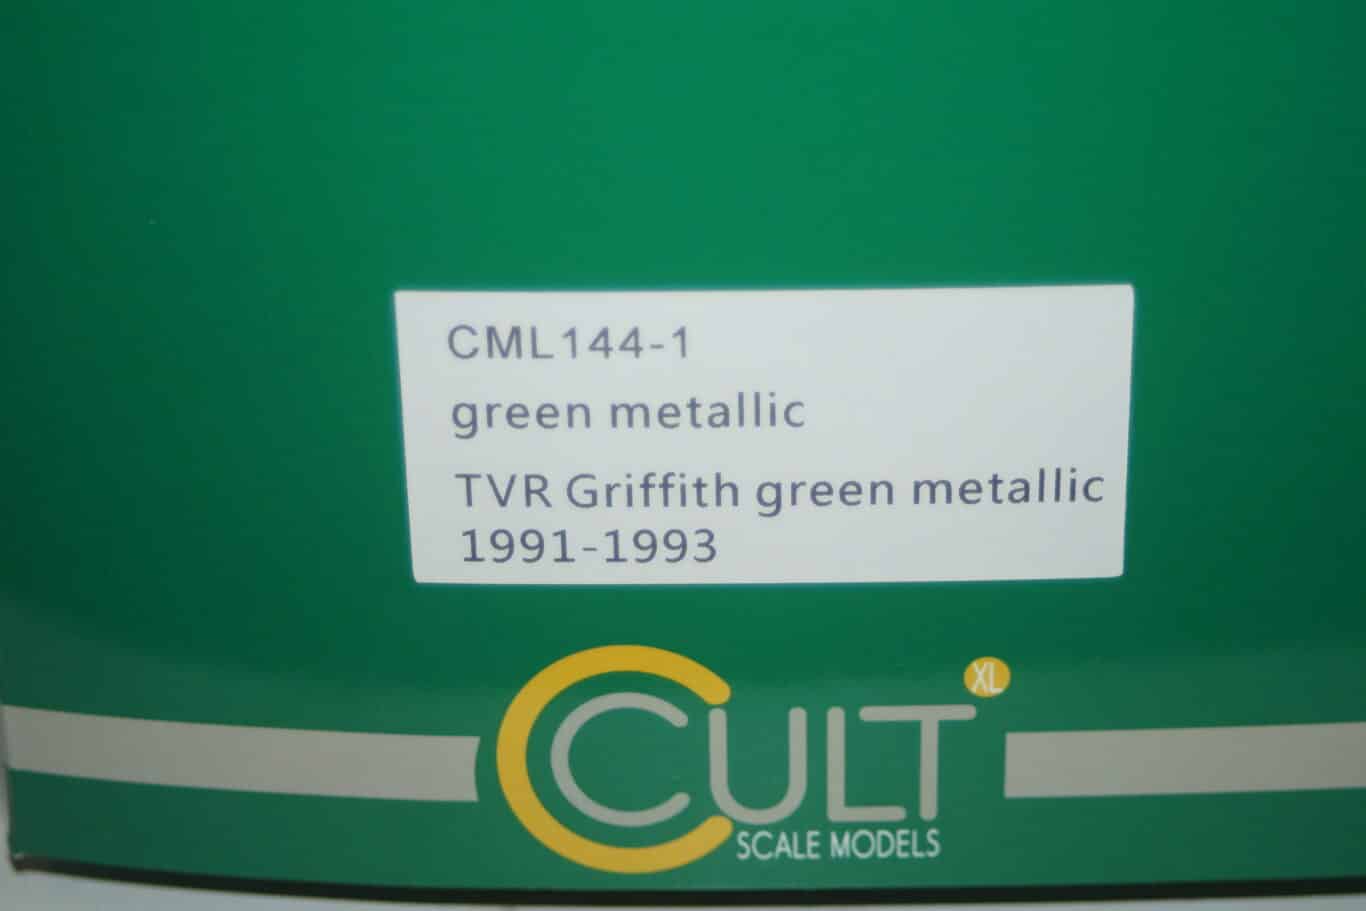 CML144-1
green metallic
TVR Griffith green metallic
1991-1993
CULT XL
SCALE MODELS